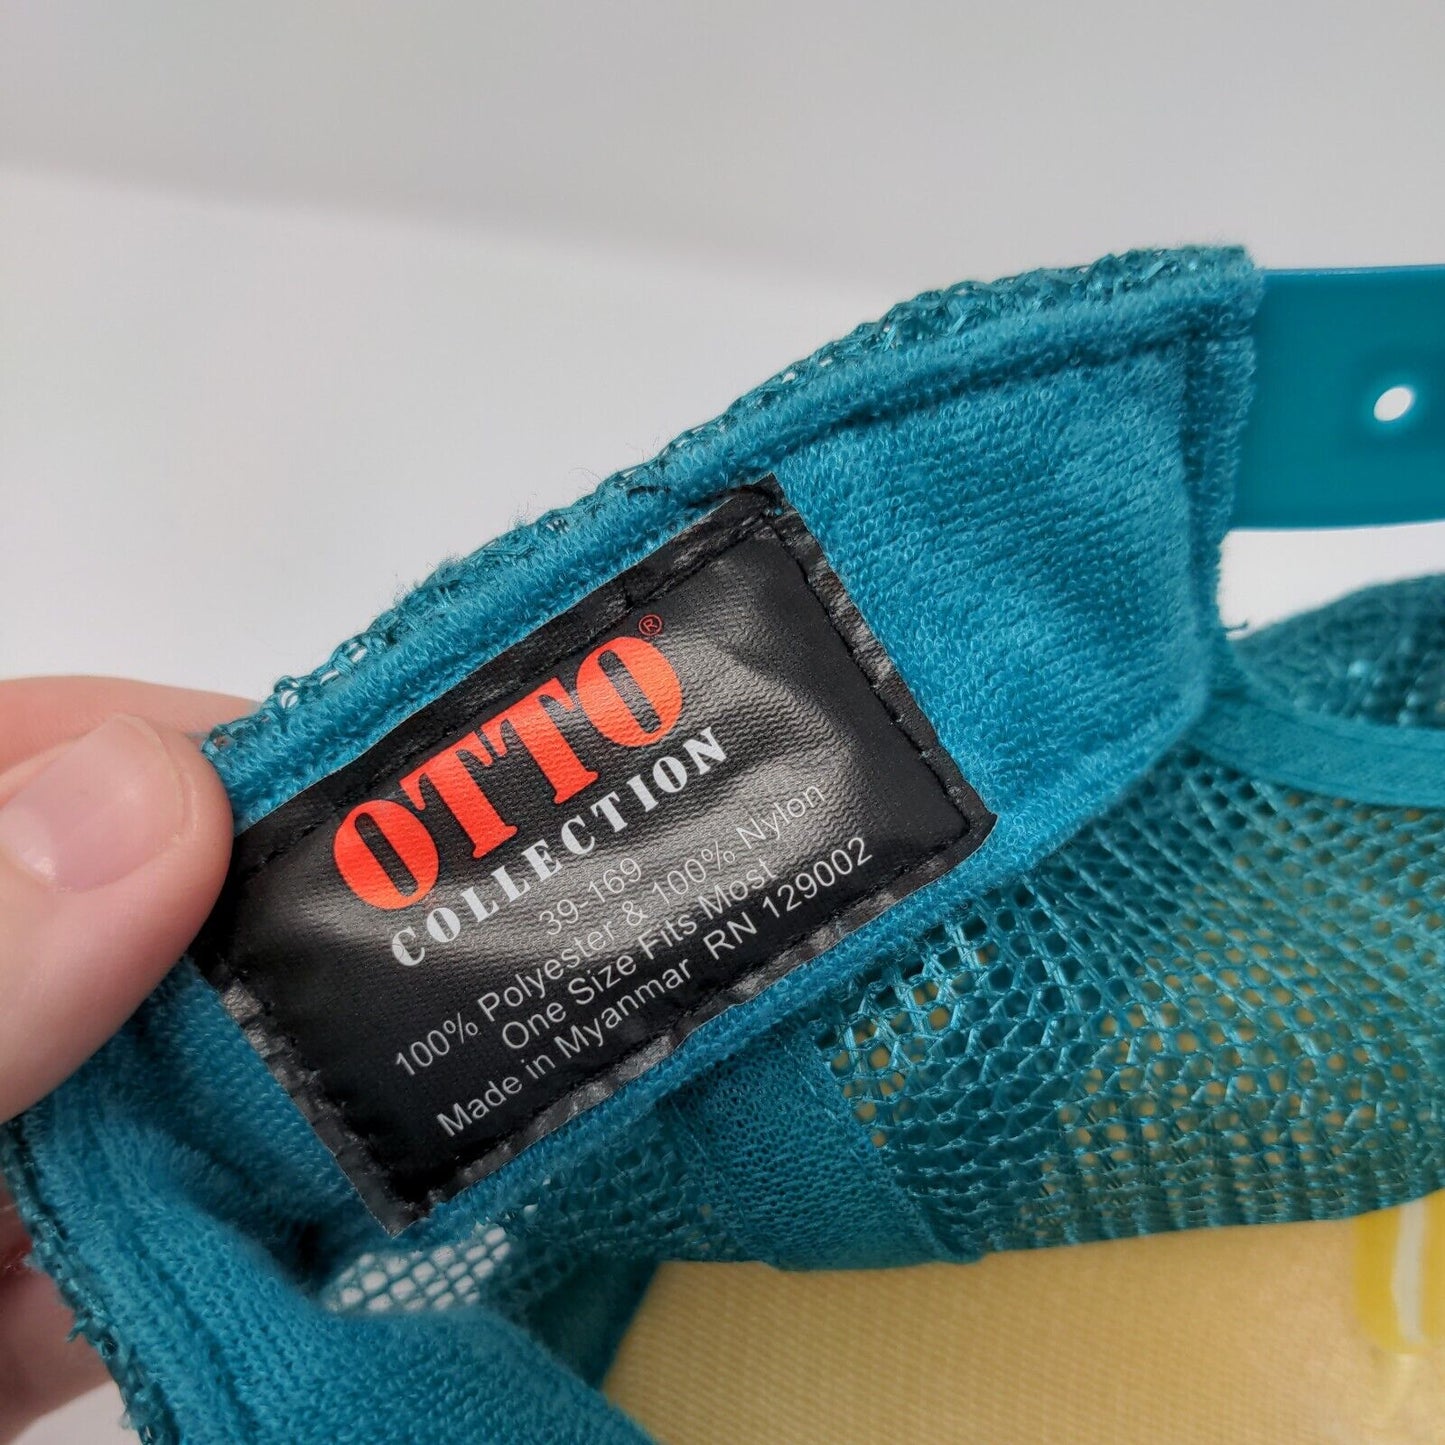 OTTO®
COLLECTION
39-169
100% Polyester & 100% Nylon
One Size Fits Most
Made in Myanmar RN 129002